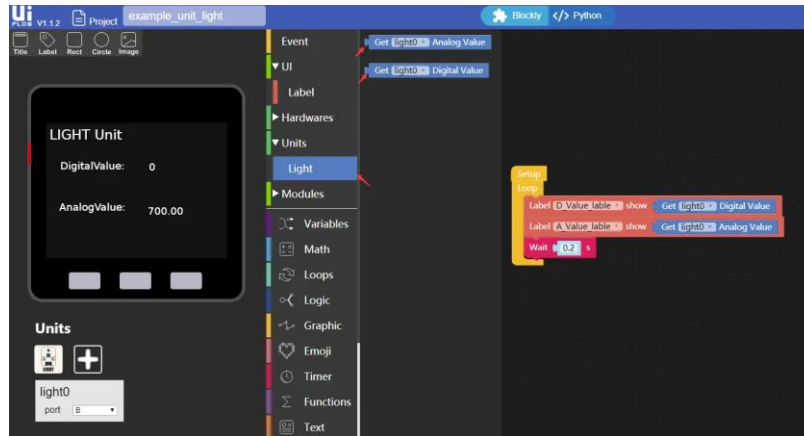 UiFLOW V1.1.2 Project example_unit_light
Blockly </> Python
Title Label Rect Circle Image
LIGHT Unit
DigitalValue: 0
AnalogValue: 700.00
Units
LIGHT
light0
port B
Event
UI
Label
Hardwares
Units
Light
Modules
Variables
Math
Loops
Logic
Graphic
Emoji
Timer
Functions
Text
Get light0 Analog Value
Get light0 Digital Value
Setup
Loop
Label D_Value_lable show Get light0 Digital Value
Label A_Value_lable show Get light0 Analog Value
Wait 0.2 s